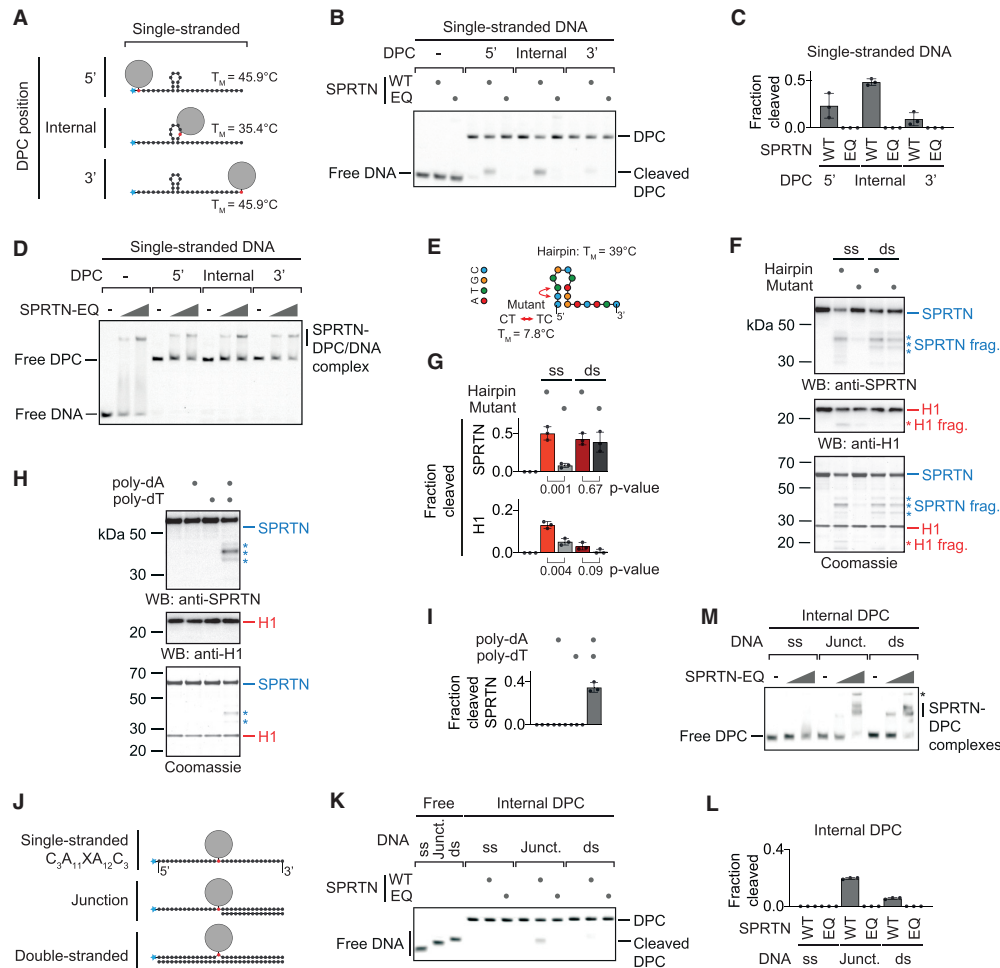 A
Single-stranded
DPC position
5'
TM = 45.9°C
Internal
TM = 35.4°C
3'
TM = 45.9°C
B
Single-stranded DNA
DPC - 5' Internal 3'
SPRTN WT
EQ
DPC
Free DNA
Cleaved
DPC
C
Single-stranded DNA
Fraction
cleaved
0.5
0.0
SPRTN WT EQ WT EQ WT EQ
DPC 5' Internal 3'
D
Single-stranded DNA
DPC - 5' Internal 3'
SPRTN-EQ - - - -
Free DPC
Free DNA
SPRTN-
DPC/DNA
complex
E
Hairpin: TM = 39°C
A T G C
Mutant
CT TC
TM = 7.8°C
5'
3'
F
ss ds
Hairpin
Mutant
kDa
50
30
SPRTN
* * * SPRTN frag.
WB: anti-SPRTN
20
H1
* H1 frag.
WB: anti-H1
70
50
30
20
SPRTN
* * * SPRTN frag.
H1
* H1 frag.
Coomassie
G
ss ds
Hairpin
Mutant
Fraction cleaved
SPRTN
0.5
0.0
0.001 0.67 p-value
H1
0.2
0.0
0.004 0.09 p-value
H
poly-dA
poly-dT
kDa
50
30
SPRTN
* * *
WB: anti-SPRTN
20
H1
WB: anti-H1
70
50
30
20
SPRTN
* *
H1
Coomassie
I
poly-dA
poly-dT
Fraction
cleaved
SPRTN
0.4
0.0
M
Internal DPC
DNA ss Junct. ds
SPRTN-EQ - - -
Free DPC
*
SPRTN-
DPC
complexes
J
Single-stranded
C3A11XA12C3
5' 3'
Junction
Double-stranded
K
Free Internal DPC
DNA ss Junct. ds ss Junct. ds
SPRTN WT
EQ
DPC
Free DNA
Cleaved
DPC
L
Internal DPC
Fraction
cleaved
0.4
0.0
SPRTN WT EQ WT EQ WT EQ
DNA ss Junct. ds